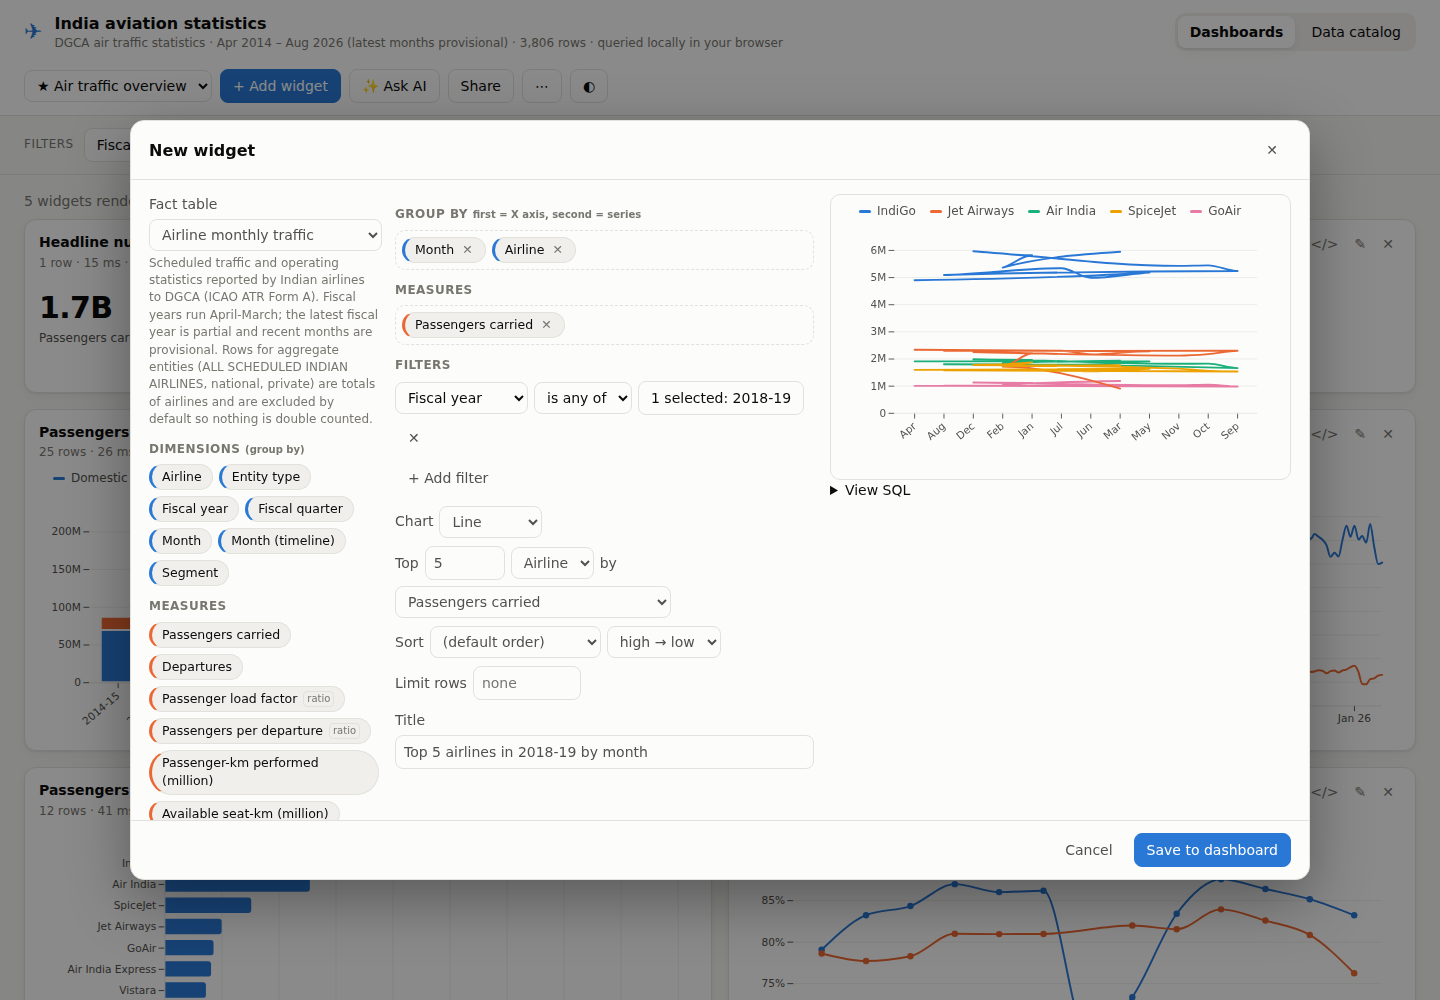 India aviation statistics
DGCA air traffic statistics · Apr 2014 – Aug 2026 (latest months provisional) · 3,806 rows · queried locally in your browser
Dashboards
Data catalog
★ Air traffic overview
+ Add widget
✨ Ask AI
Share
⋯
◐
FILTERS
Fisca
5 widgets rend
Headline nu
1 row · 15 ms ·
1.7B
Passengers car
</> ✎ ✕
Passengers
25 rows · 26 ms
Domestic
200M
150M
100M
50M
0
2014-15
</> ✎ ✕
Jan 26
Passengers
12 rows · 41 ms
In
Air India
SpiceJet
Jet Airways
GoAir
Air India Express
Vistara
</> ✎ ✕
85%
80%
75%
New widget
✕
Fact table
Airline monthly traffic
Scheduled traffic and operating
statistics reported by Indian airlines
to DGCA (ICAO ATR Form A). Fiscal
years run April-March; the latest fiscal
year is partial and recent months are
provisional. Rows for aggregate
entities (ALL SCHEDULED INDIAN
AIRLINES, national, private) are totals
of airlines and are excluded by
default so nothing is double counted.
DIMENSIONS (group by)
Airline
Entity type
Fiscal year
Fiscal quarter
Month
Month (timeline)
Segment
MEASURES
Passengers carried
Departures
Passenger load factor ratio
Passengers per departure ratio
Passenger-km performed
(million)
Available seat-km (million)
GROUP BY first = X axis, second = series
Month ✕
Airline ✕
MEASURES
Passengers carried ✕
FILTERS
Fiscal year
is any of
1 selected: 2018-19
✕
+ Add filter
Chart Line
Top 5 Airline by
Passengers carried
Sort (default order) high → low
Limit rows none
Title
Top 5 airlines in 2018-19 by month
IndiGo
Jet Airways
Air India
SpiceJet
GoAir
6M
5M
4M
3M
2M
1M
0
Apr
Aug
Dec
Feb
Jan
Jul
Jun
Mar
May
Nov
Oct
Sep
▶ View SQL
Cancel
Save to dashboard